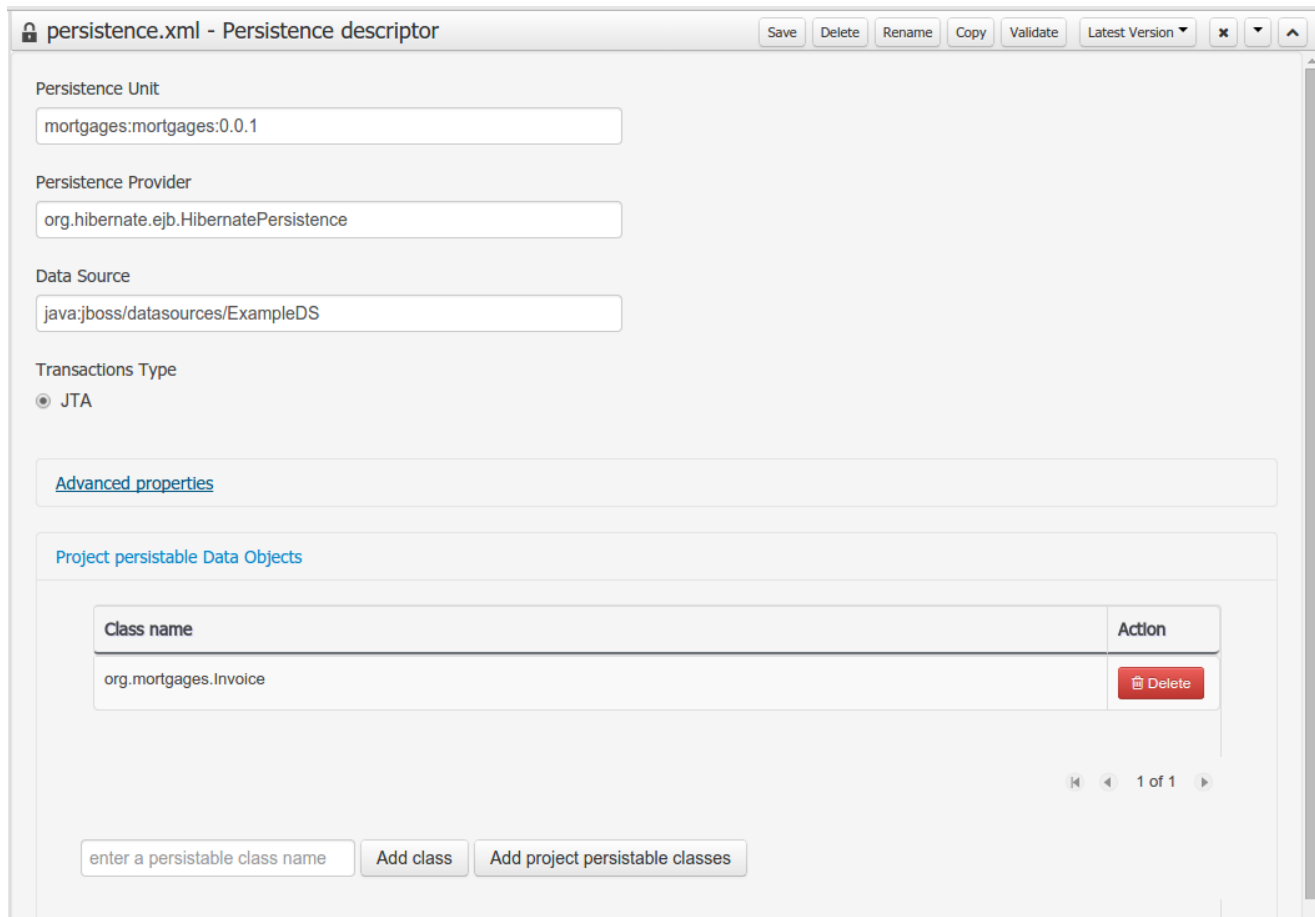 persistence.xml - Persistence descriptor
Save Delete Rename Copy Validate Latest Version
Persistence Unit
mortgages:mortgages:0.0.1
Persistence Provider
org.hibernate.ejb.HibernatePersistence
Data Source
java:jboss/datasources/ExampleDS
Transactions Type
JTA
Advanced properties
Project persistable Data Objects
Class name Action
org.mortgages.Invoice Delete
1 of 1
enter a persistable class name Add class Add project persistable classes